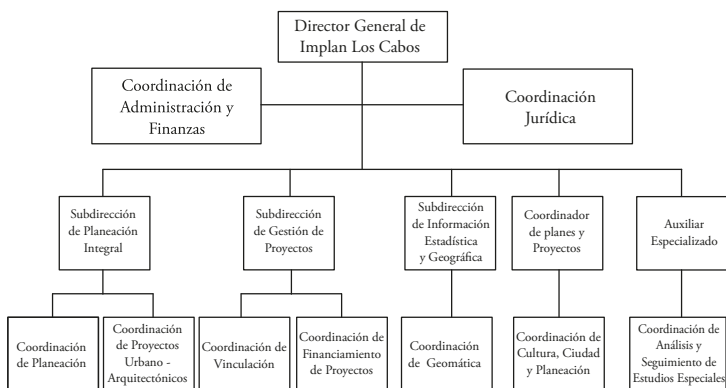 Director General de
Implan Los Cabos
Coordinación de
Administración y
Finanzas
Coordinación
Jurídica
Subdirección
de Planeación
Integral
Subdirección
de Gestión de
Proyectos
Subdirección
de Información
Estadística
y Geográfica
Coordinador
de planes y
Proyectos
Auxiliar
Especializado
Coordinación
de Planeación
Coordinación
de Proyectos
Urbano -
Arquitectónicos
Coordinación de
Vinculación
Coordinación de
Financiamiento
de Proyectos
Coordinación
de Geomática
Coordinación de
Cultura, Ciudad
y Planeación
Coordinación de
Análisis y
Seguimiento de
Estudios Especiales